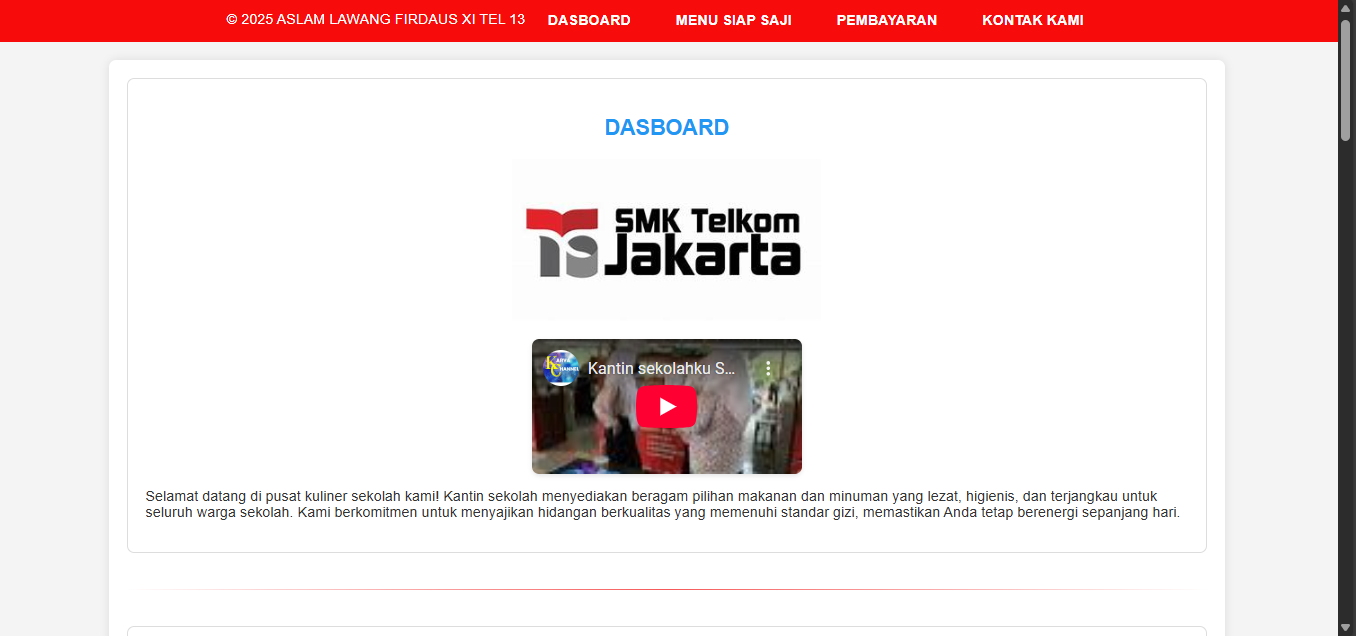 © 2025 ASLAM LAWANG FIRDAUS XI TEL 13 DASBOARD MENU SIAP SAJI PEMBAYARAN KONTAK KAMI
DASBOARD
SMK Telkom
Jakarta
Kantin sekolahku S...
Selamat datang di pusat kuliner sekolah kami! Kantin sekolah menyediakan beragam pilihan makanan dan minuman yang lezat, higienis, dan terjangkau untuk
seluruh warga sekolah. Kami berkomitmen untuk menyajikan hidangan berkualitas yang memenuhi standar gizi, memastikan Anda tetap berenergi sepanjang hari.